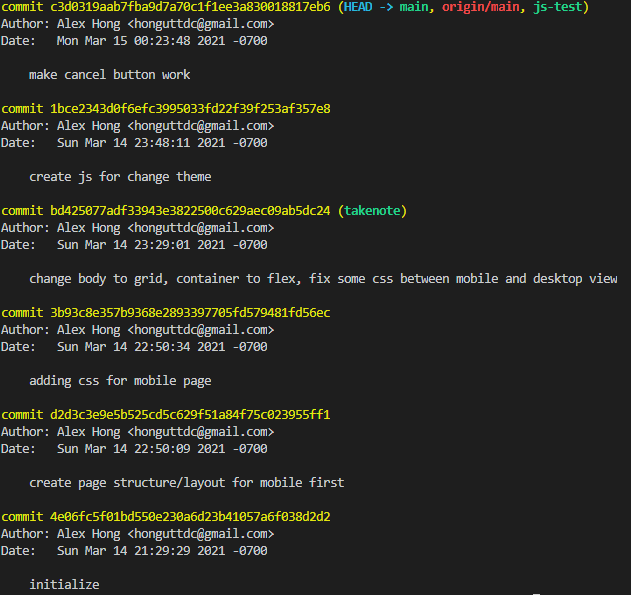 commit c3d0319aab7fba9d7a70c1f1ee3a830018817eb6 (HEAD -> main, origin/main, js-test)
Author: Alex Hong <honguttdc@gmail.com>
Date:   Mon Mar 15 00:23:48 2021 -0700
make cancel button work
commit 1bce2343d0f6efc3995033fd22f39f253af357e8
Author: Alex Hong <honguttdc@gmail.com>
Date:   Sun Mar 14 23:48:11 2021 -0700
create js for change theme
commit bd425077adf33943e3822500c629aec09ab5dc24 (takenote)
Author: Alex Hong <honguttdc@gmail.com>
Date:   Sun Mar 14 23:29:01 2021 -0700
change body to grid, container to flex, fix some css between mobile and desktop view
commit 3b93c8e357b9368e2893397705fd579481fd56ec
Author: Alex Hong <honguttdc@gmail.com>
Date:   Sun Mar 14 22:50:34 2021 -0700
adding css for mobile page
commit d2d3c3e9e5b525cd5c629f51a84f75c023955ff1
Author: Alex Hong <honguttdc@gmail.com>
Date:   Sun Mar 14 22:50:09 2021 -0700
create page structure/layout for mobile first
commit 4e06fc5f01bd550e230a6d23b41057a6f038d2d2
Author: Alex Hong <honguttdc@gmail.com>
Date:   Sun Mar 14 21:29:29 2021 -0700
initialize